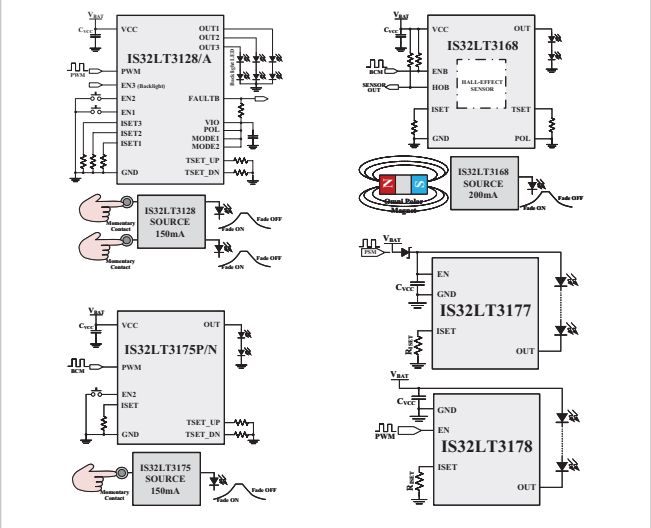 VBAT
CVCC
VCC
OUT1
OUT2
OUT3
IS32LT3128/A
Backlight LED
PWM
PWM
EN3 (Backlight)
FAULTB
EN2
EN1
ISET3
ISET2
ISET1
VIO
POL
MODE1
MODE2
TSET_UP
GND
TSET_DN
Momentary
Contact
IS32LT3128
SOURCE
150mA
Fade ON
Fade OFF
Momentary
Contact
Fade ON
Fade OFF
VBAT
CVCC
VCC
OUT
IS32LT3168
BCM
ENB
SENSOR
OUT
HOB
HALL-EFFECT
SENSOR
ISET
TSET
GND
POL
N
S
Omni Polar
Magnet
IS32LT3168
SOURCE
200mA
Fade ON
Fade OFF
VBAT
CVCC
VCC
OUT
IS32LT3175P/N
BCM
PWM
EN2
ISET
TSET_UP
GND
TSET_DN
Momentary
Contact
IS32LT3175
SOURCE
150mA
Fade ON
Fade OFF
PSM
VBAT
EN
CVCC
GND
IS32LT3177
ISET
RISET
OUT
VBAT
CVCC
GND
EN
PWM
IS32LT3178
ISET
RISET
OUT